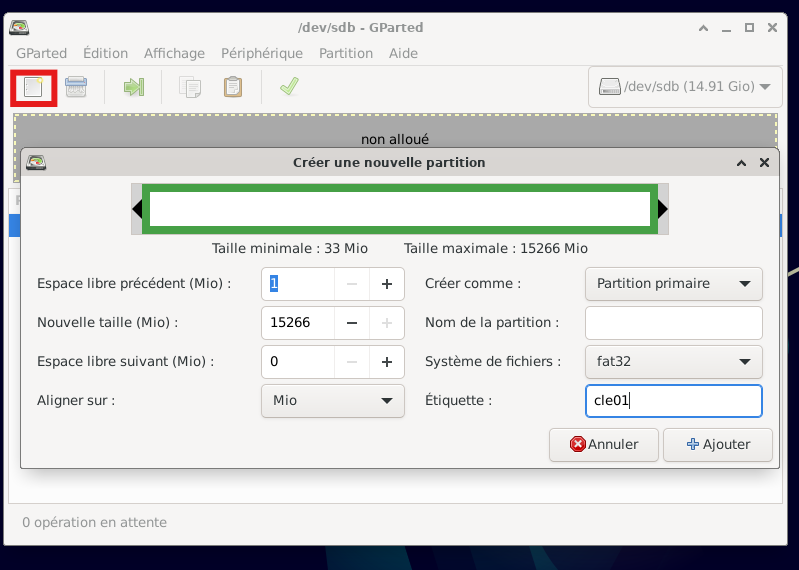 /dev/sdb - GParted
GParted Édition Affichage Périphérique Partition Aide
/dev/sdb (14.91 Gio)
non alloué
Créer une nouvelle partition
Taille minimale : 33 Mio Taille maximale : 15266 Mio
Espace libre précédent (Mio) : 1 Créer comme : Partition primaire
Nouvelle taille (Mio) : 15266 Nom de la partition :
Espace libre suivant (Mio) : 0 Système de fichiers : fat32
Aligner sur : Mio Étiquette : cle01
Annuler Ajouter
0 opération en attente